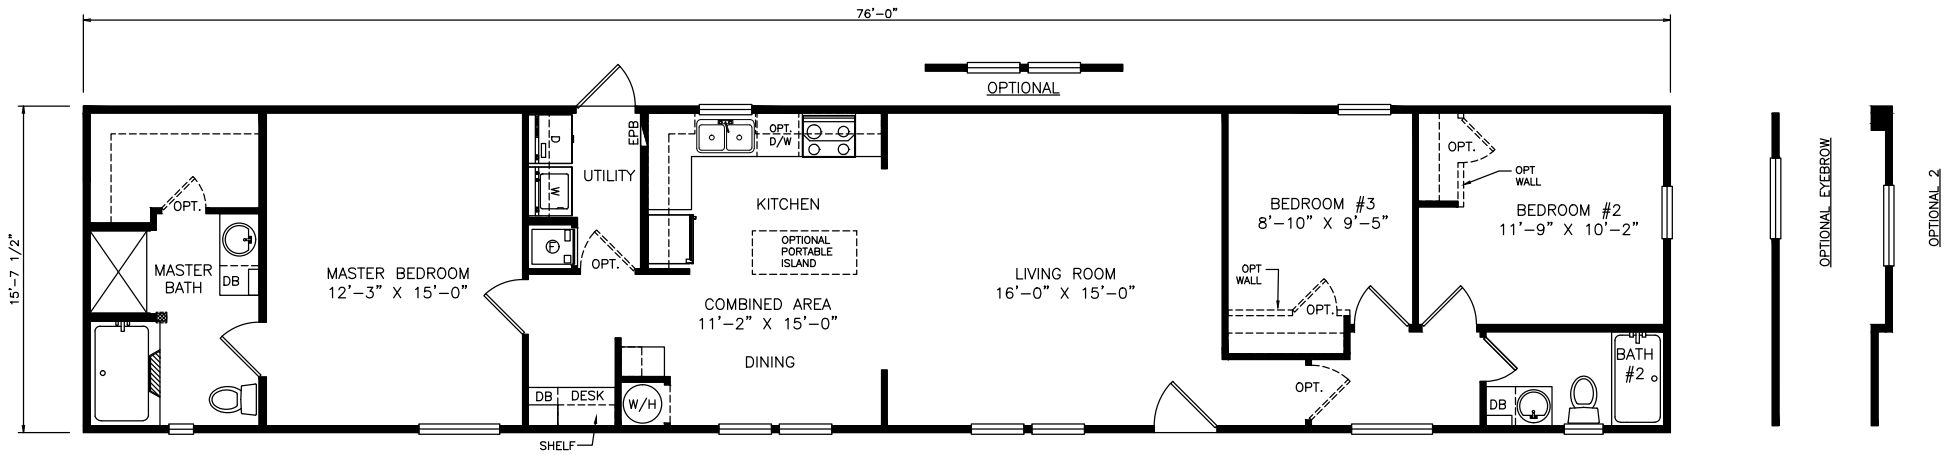 76'-0"
15'-7 1/2"
OPTIONAL
OPTIONAL EYEBROW
OPTIONAL 2
OPT.
MASTER
BATH
DB
MASTER BEDROOM
12'-3" X 15'-0"
D
W
EPB
UTILITY
F
OPT.
DB
DESK
SHELF
W/H
OPT.
D/W
KITCHEN
OPTIONAL
PORTABLE
ISLAND
COMBINED AREA
11'-2" X 15'-0"
DINING
LIVING ROOM
16'-0" X 15'-0"
BEDROOM #3
8'-10" X 9'-5"
OPT
WALL
OPT.
OPT.
OPT.
OPT
WALL
BEDROOM #2
11'-9" X 10'-2"
BATH
#2
DB